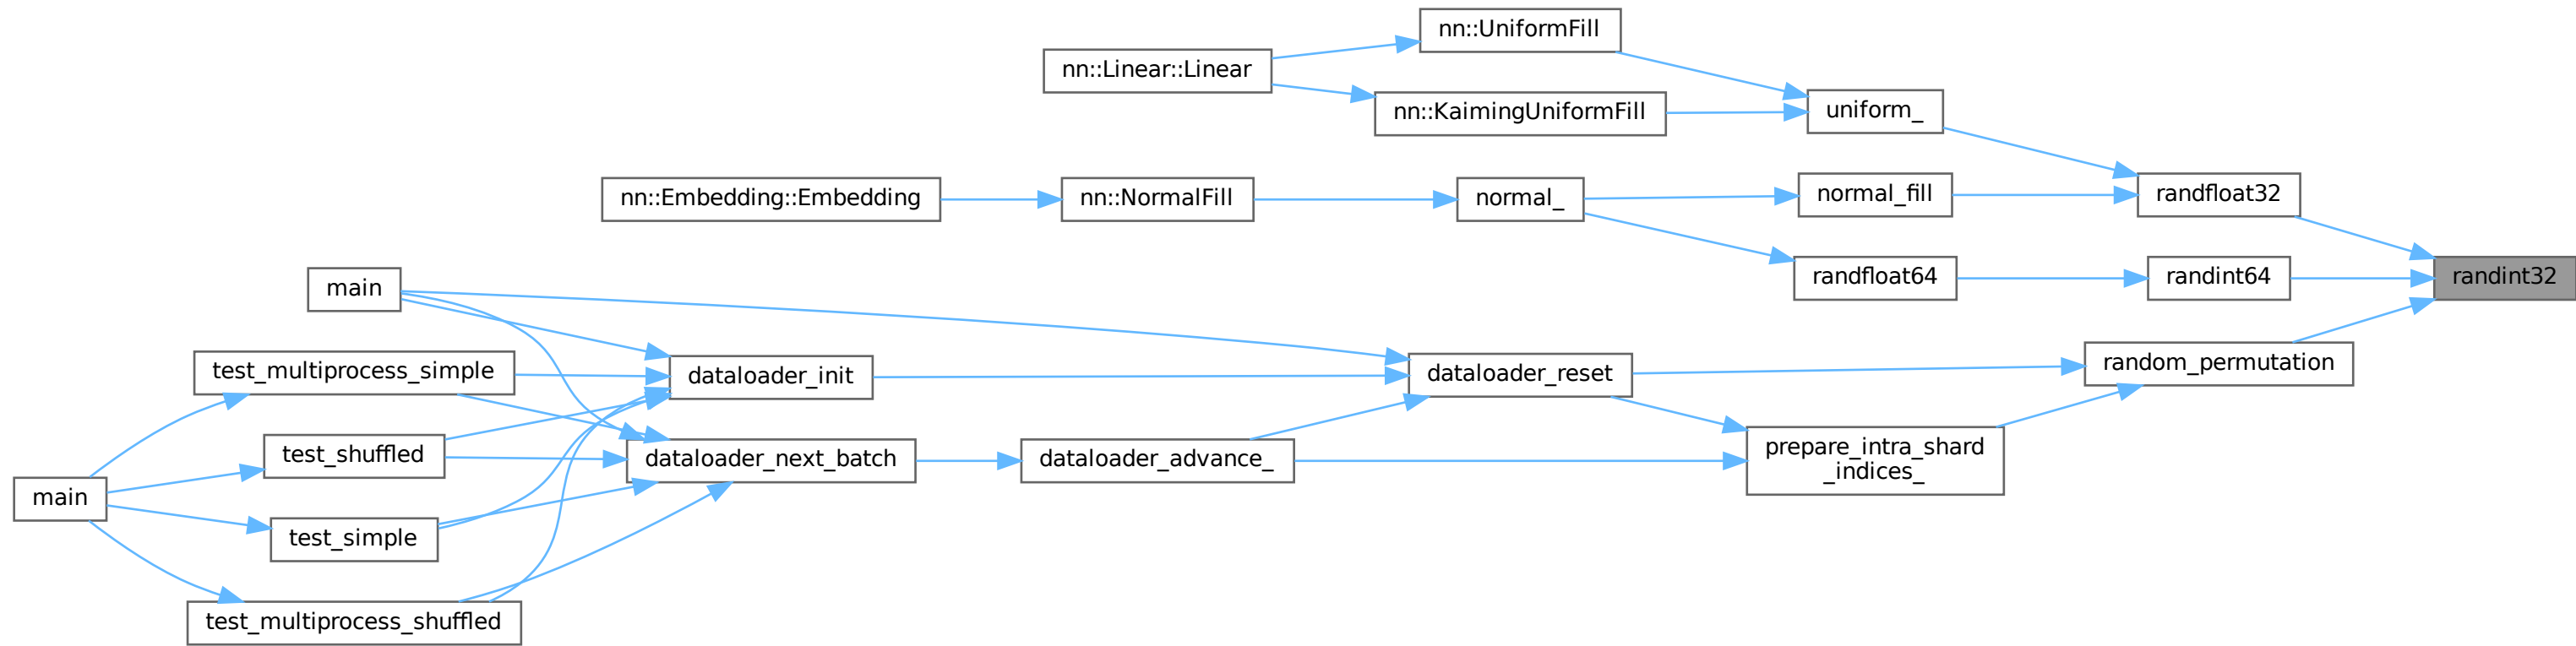 nn::UniformFill
nn::Linear::Linear
nn::KaimingUniformFill
uniform_
nn::Embedding::Embedding
nn::NormalFill
normal_
normal_fill
randfloat32
main
randfloat64
randint64
randint32
test_multiprocess_simple
dataloader_init
dataloader_reset
random_permutation
test_shuffled
dataloader_next_batch
dataloader_advance_
prepare_intra_shard
_indices_
main
test_simple
test_multiprocess_shuffled